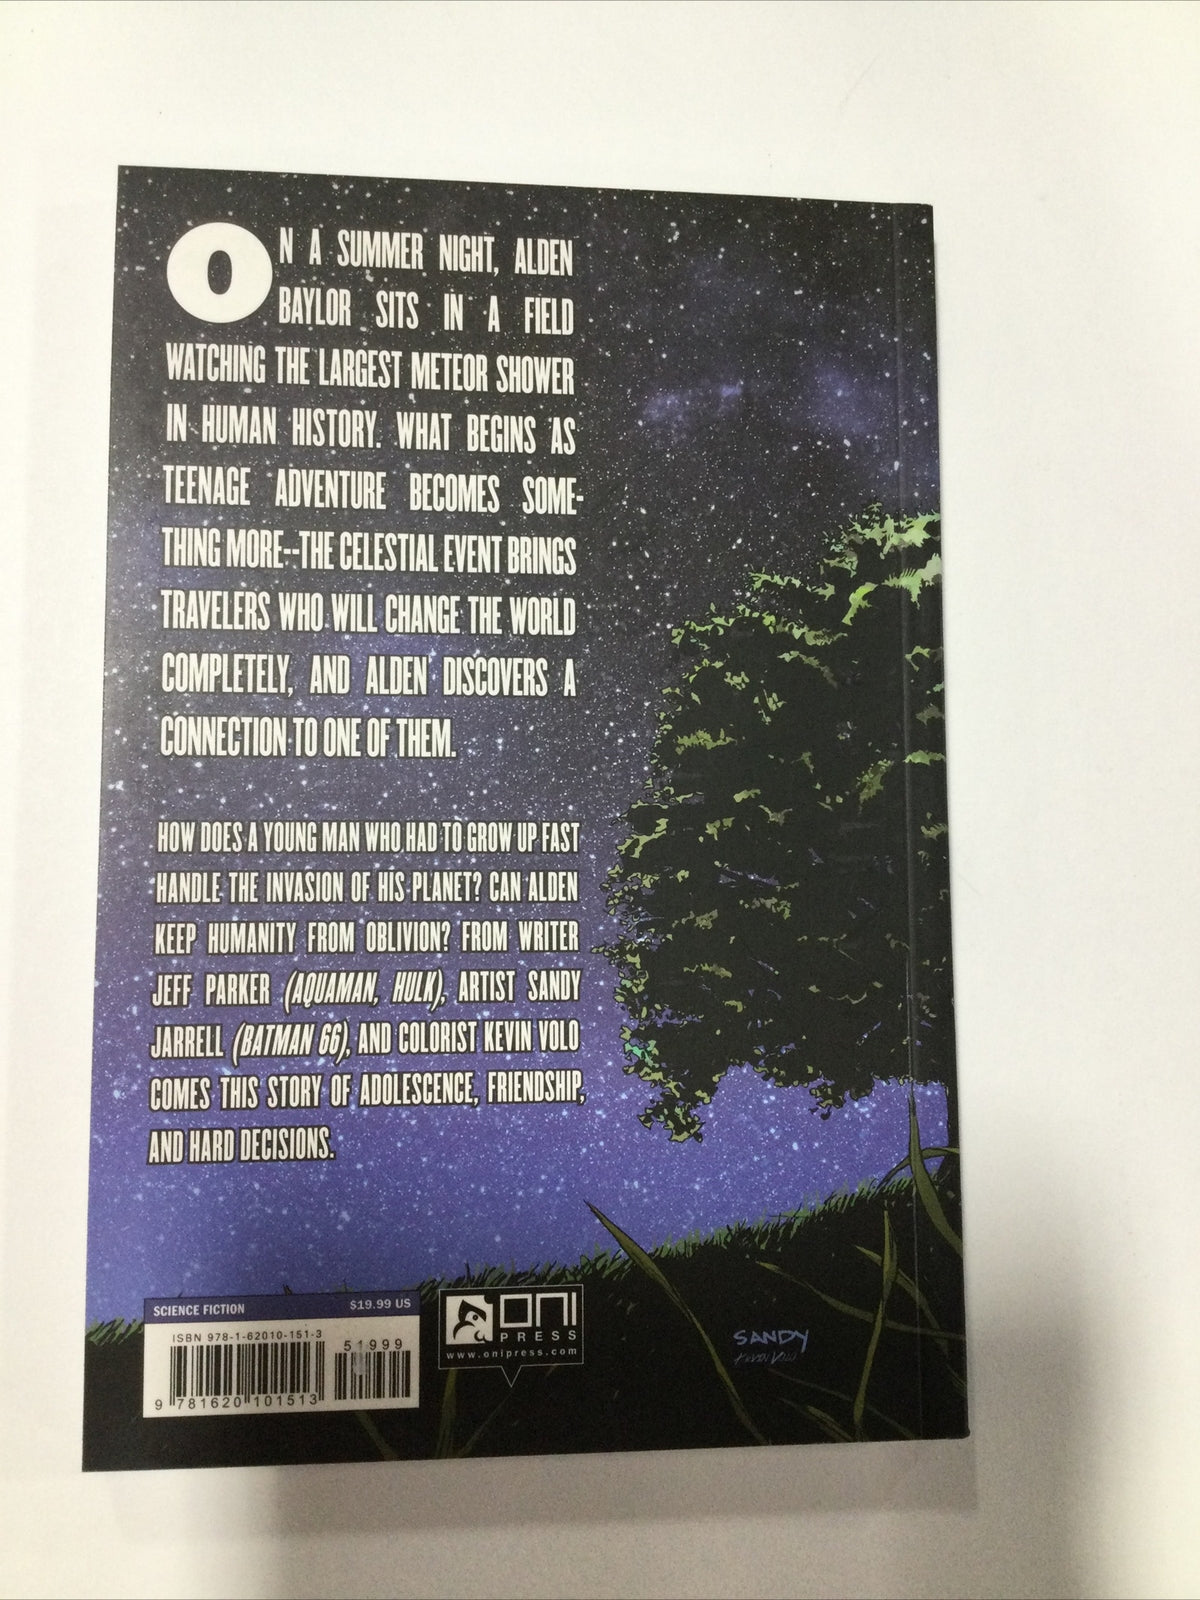 ON A SUMMER NIGHT, ALDEN
BAYLOR SITS IN A FIELD
WATCHING THE LARGEST METEOR SHOWER
IN HUMAN HISTORY. WHAT BEGINS AS
TEENAGE ADVENTURE BECOMES SOME-
THING MORE--THE CELESTIAL EVENT BRINGS
TRAVELERS WHO WILL CHANGE THE WORLD
COMPLETELY, AND ALDEN DISCOVERS A
CONNECTION TO ONE OF THEM.
HOW DOES A YOUNG MAN WHO HAD TO GROW UP FAST
HANDLE THE INVASION OF HIS PLANET? CAN ALDEN
KEEP HUMANITY FROM OBLIVION? FROM WRITER
JEFF PARKER (AQUAMAN, HULK), ARTIST SANDY
JARRELL (BATMAN 66), AND COLORIST KEVIN VOLO
COMES THIS STORY OF ADOLESCENCE, FRIENDSHIP,
AND HARD DECISIONS.
SCIENCE FICTION $19.99 US
ISBN 978-1-62010-151-3
51999
9 781620 101513
ONI
PRESS
www.onipress.com
SANDY
KEVIN VOLO